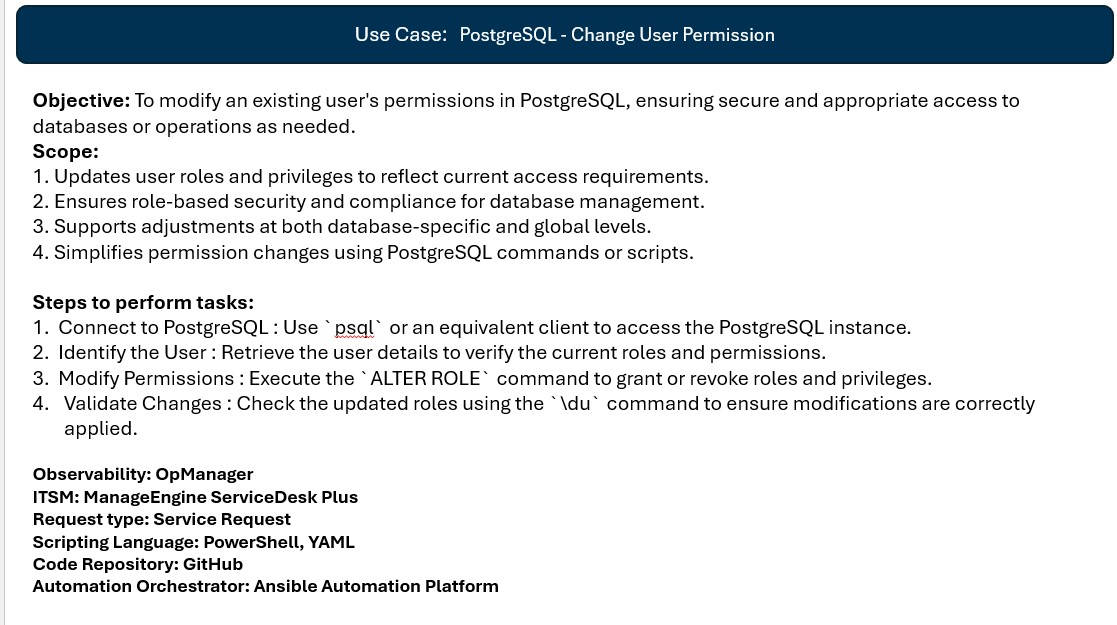 Use Case: PostgreSQL - Change User Permission
Objective: To modify an existing user's permissions in PostgreSQL, ensuring secure and appropriate access to
databases or operations as needed.
Scope:
1. Updates user roles and privileges to reflect current access requirements.
2. Ensures role-based security and compliance for database management.
3. Supports adjustments at both database-specific and global levels.
4. Simplifies permission changes using PostgreSQL commands or scripts.
Steps to perform tasks:
1. Connect to PostgreSQL : Use `psql` or an equivalent client to access the PostgreSQL instance.
2. Identify the User : Retrieve the user details to verify the current roles and permissions.
3. Modify Permissions : Execute the `ALTER ROLE` command to grant or revoke roles and privileges.
4. Validate Changes : Check the updated roles using the `\du` command to ensure modifications are correctly
applied.
Observability: OpManager
ITSM: ManageEngine ServiceDesk Plus
Request type: Service Request
Scripting Language: PowerShell, YAML
Code Repository: GitHub
Automation Orchestrator: Ansible Automation Platform